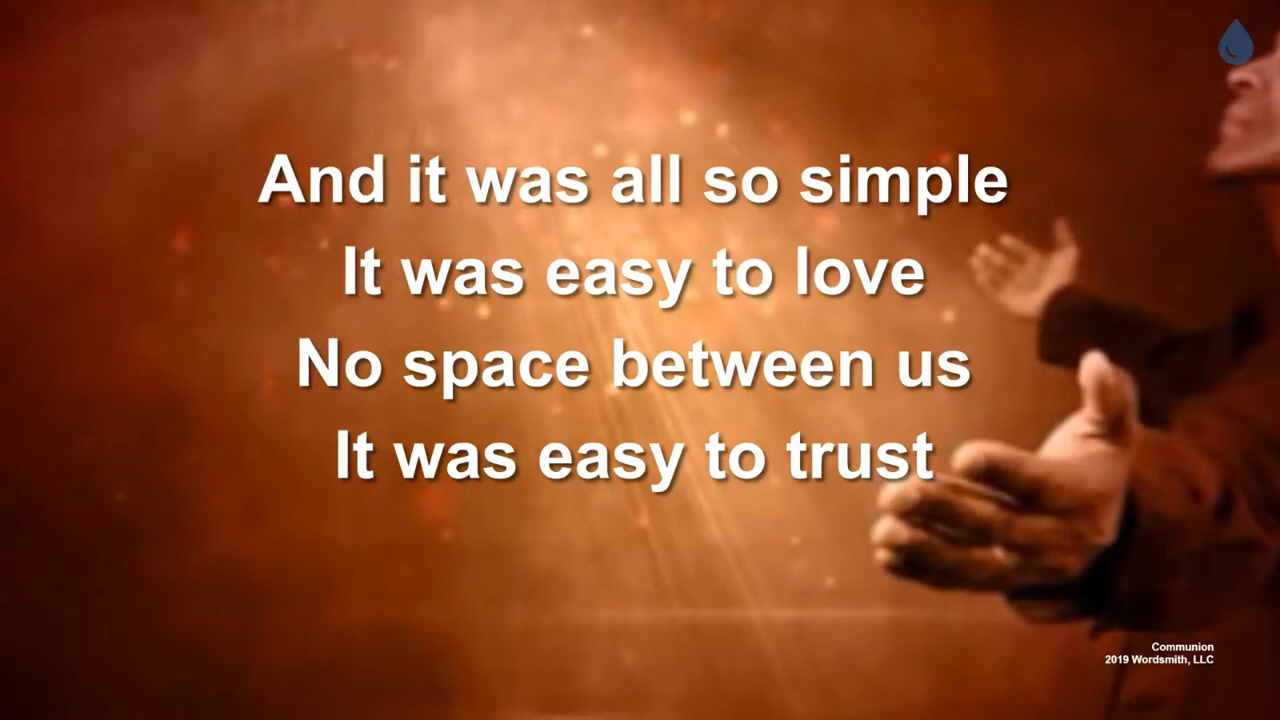 And it was all so simple
It was easy to love
No space between us
It was easy to trust
Communion
2019 Wordsmith, LLC